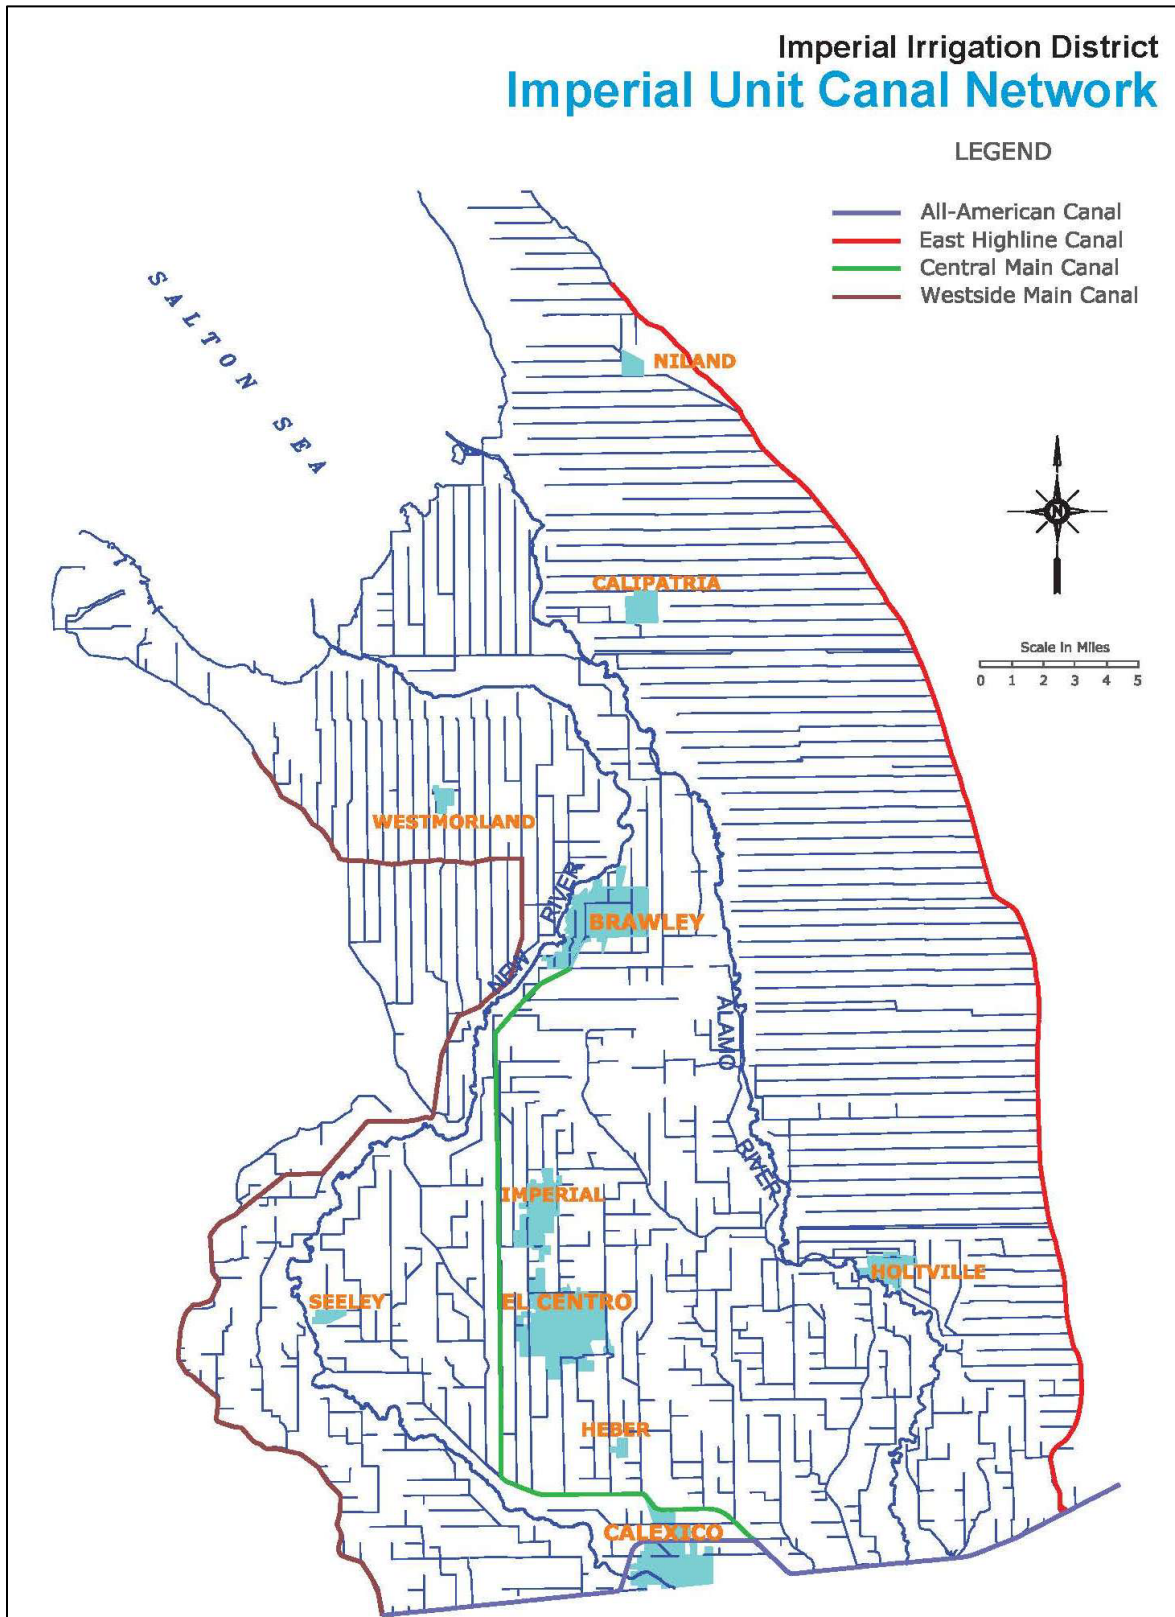 Imperial Irrigation District
Imperial Unit Canal Network
LEGEND
All-American Canal
East Highline Canal
Central Main Canal
Westside Main Canal
SALTON SEA
NILAND
N
CALIPATRIA
Scale In Miles
0 1 2 3 4 5
WESTMORLAND
NEW RIVER
BRAWLEY
ALAMO RIVER
IMPERIAL
HOLTVILLE
SEELEY
EL CENTRO
HEBER
CALEXICO